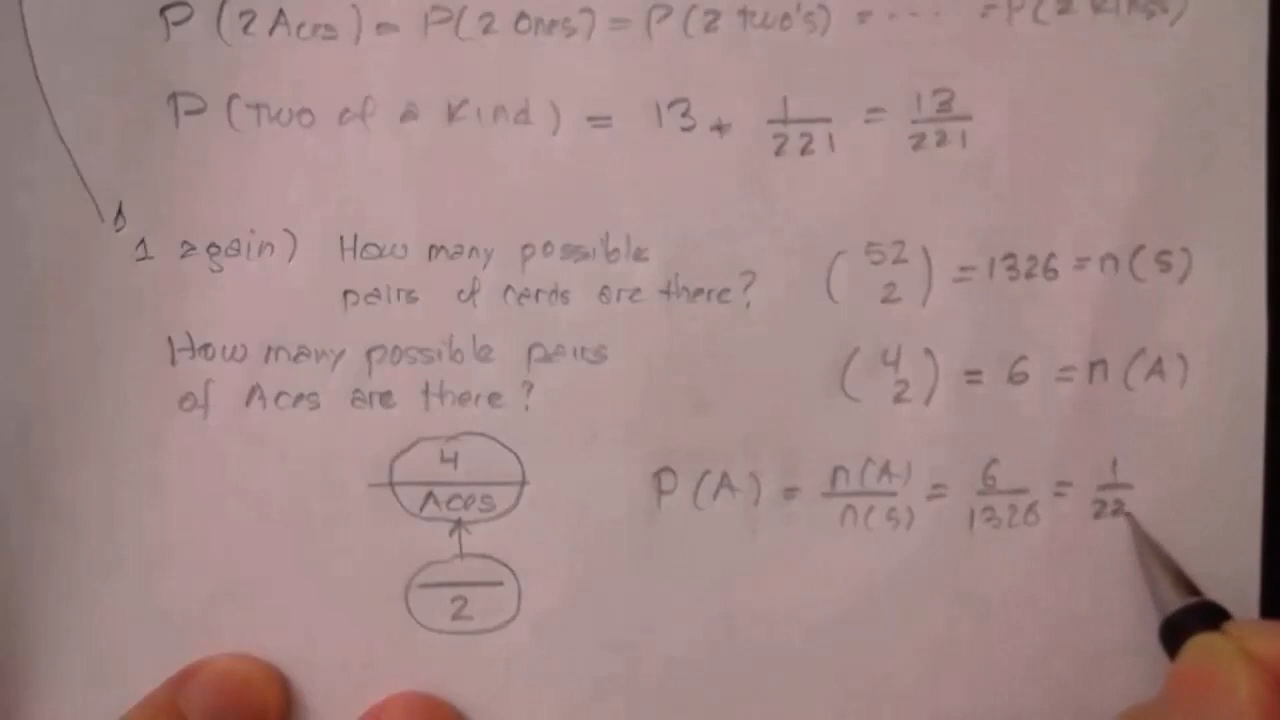 P (2 Aces) = P(2 Ones) = P(2 two's) = .... = P(2 Kings)
P (Two of a Kind) = 13 * 1/221 = 13/221
1 again) How many possible
pairs of cards are there? (52 2) = 1326 = n(S)
How many possible pairs
of Aces are there? (4 2) = 6 = n(A)
4
Aces
2
P(A) = n(A)/n(S) = 6/1326 = 1/22